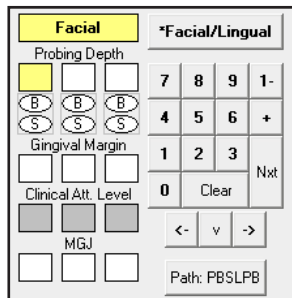 Facial
*Facial/Lingual
Probing Depth
7 8 9 1-
B B B
S S S
4 5 6 +
Gingival Margin
1 2 3
Nxt
0 Clear
Clinical Att. Level
<- v ->
MGJ
Path: PBSLPB